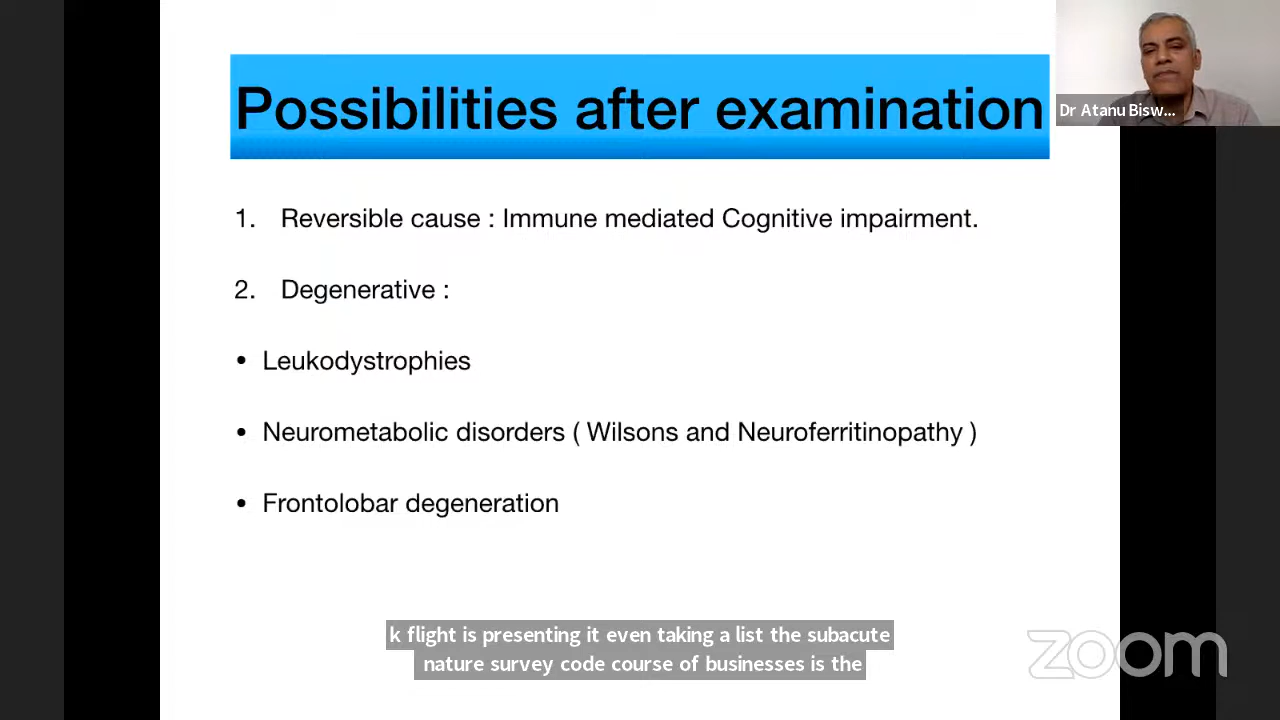 Possibilities after examination
Dr Atanu Bisw...
1. Reversible cause : Immune mediated Cognitive impairment.
2. Degenerative :
• Leukodystrophies
• Neurometabolic disorders ( Wilsons and Neuroferritinopathy )
• Frontolobar degeneration
k flight is presenting it even taking a list the subacute
nature survey code course of businesses is the
zoom